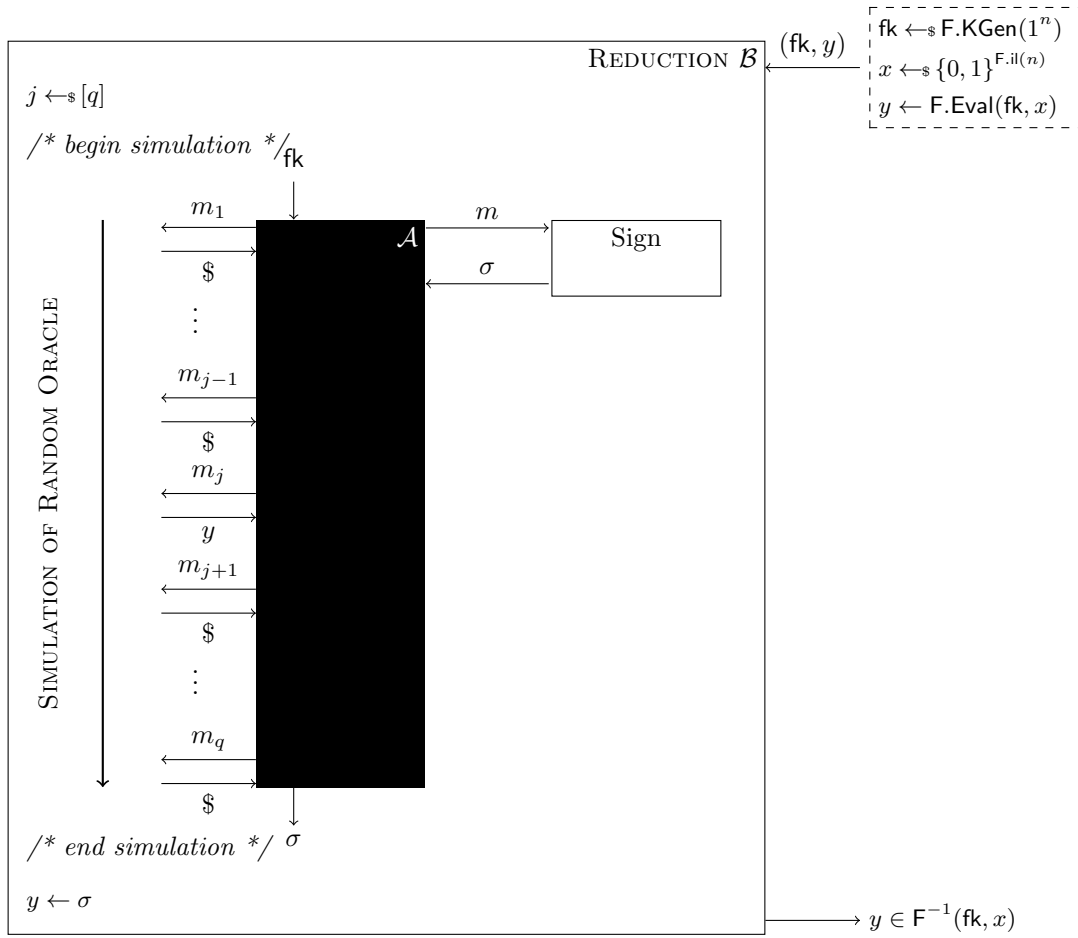 fk ←$ F.KGen(1^n)
(fk, y)
x ←$ {0, 1}^F.il(n)
y ← F.Eval(fk, x)
REDUCTION 𝓑
j ←$ [q]
/* begin simulation */
fk
SIMULATION OF RANDOM ORACLE
m_1
$
⋮
m_{j−1}
$
m_j
y
m_{j+1}
$
⋮
m_q
$
𝓐
m
σ
Sign
/* end simulation */
σ
y ← σ
y ∈ F^{−1}(fk, x)